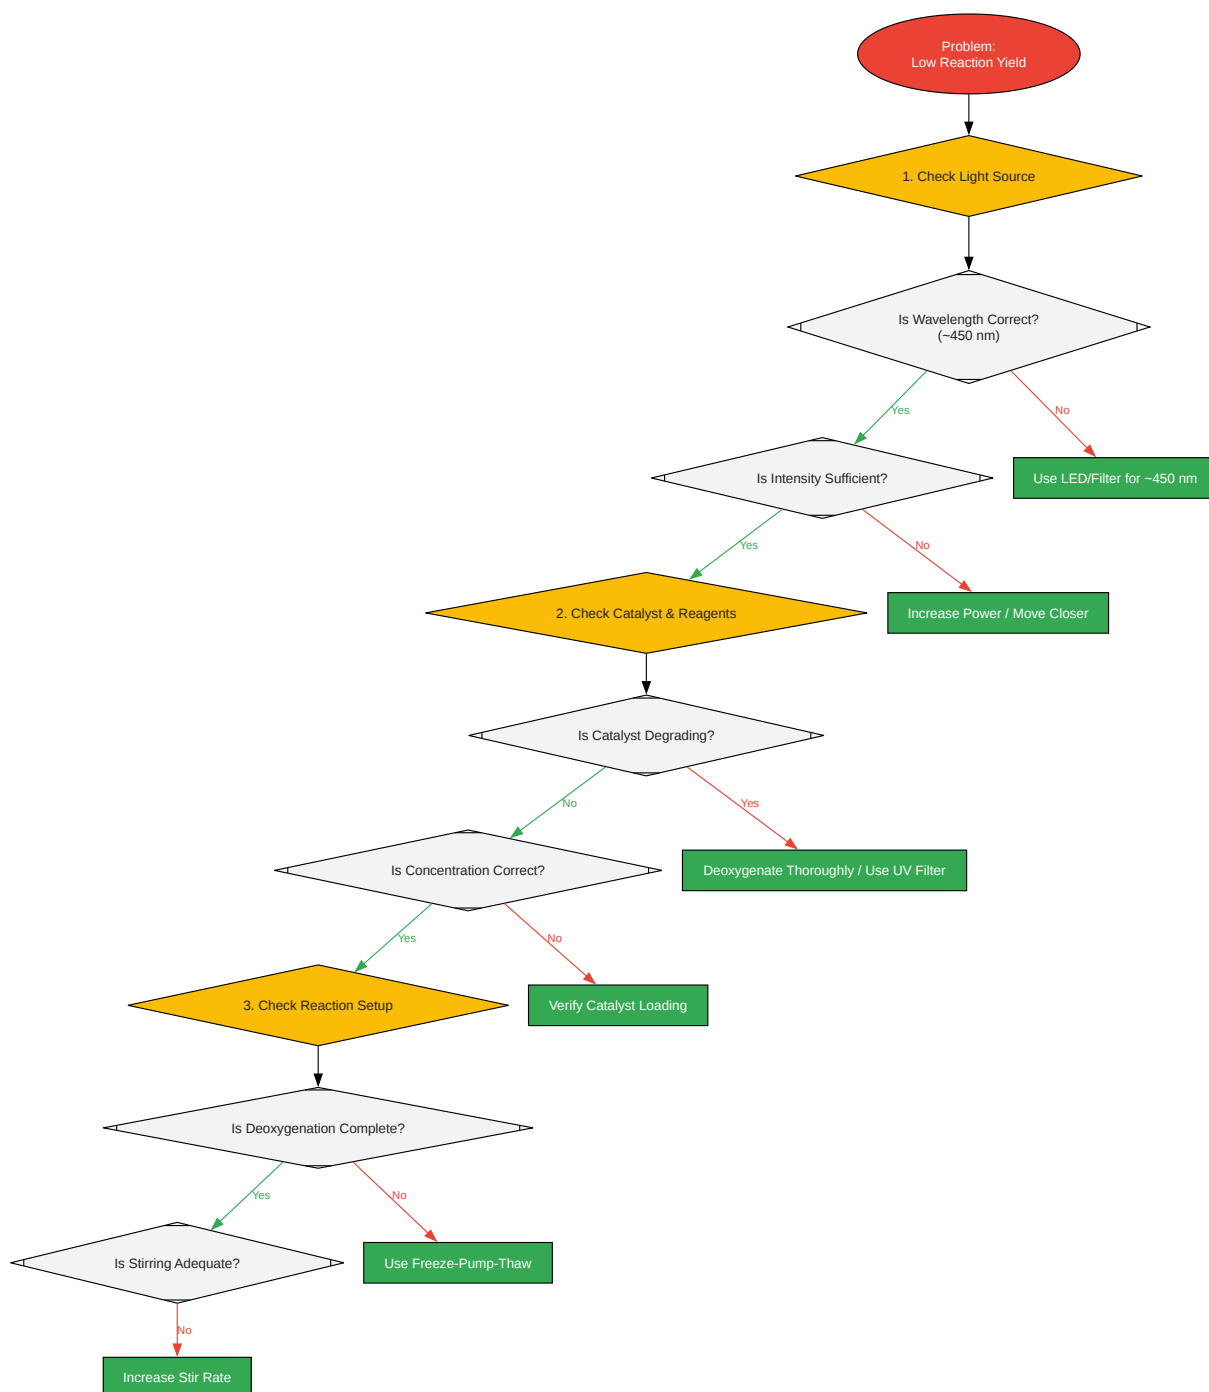 Problem:
Low Reaction Yield
1. Check Light Source
Is Wavelength Correct?
(~450 nm)
Yes
No
Is Intensity Sufficient?
Use LED/Filter for ~450 nm
Yes
No
2. Check Catalyst & Reagents
Increase Power / Move Closer
Is Catalyst Degrading?
No
Yes
Is Concentration Correct?
Deoxygenate Thoroughly / Use UV Filter
Yes
No
3. Check Reaction Setup
Verify Catalyst Loading
Is Deoxygenation Complete?
Yes
No
Is Stirring Adequate?
Use Freeze-Pump-Thaw
No
Increase Stir Rate